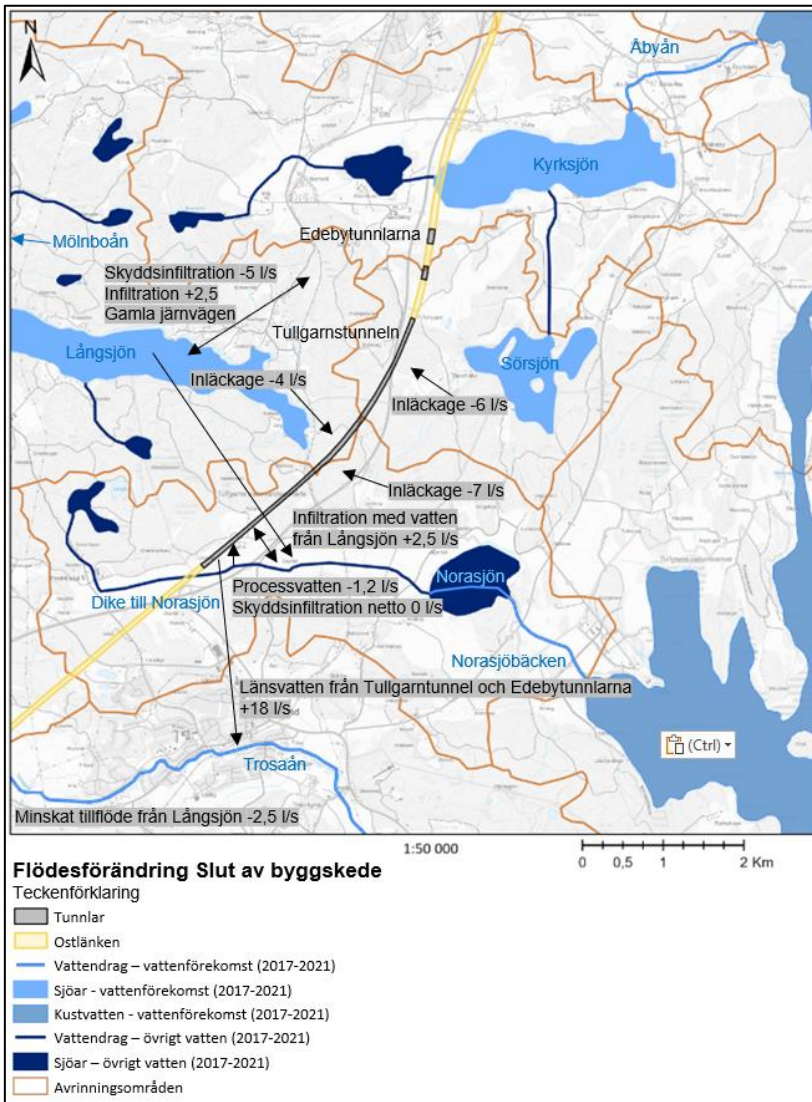 N
Åbyån
Kyrksjön
Edebytunnlarna
Mölnboån
Skyddsinfiltration -5 l/s
Infiltration +2,5
Gamla järnvägen
Tullgarnstunneln
Långsjön
Sörsjön
Inläckage -4 l/s
Inläckage -6 l/s
Inläckage -7 l/s
Infiltration med vatten
från Långsjön +2,5 l/s
Norasjön
Processvatten -1,2 l/s
Dike till Norasjön
Skyddsinfiltration netto 0 l/s
Norasjöbäcken
Länsvatten från Tullgarntunnel och Edebytunnlarna
+18 l/s
(Ctrl)
Trosaån
Minskat tillflöde från Långsjön -2,5 l/s
1:50 000
0 0,5 1 2 Km
Flödesförändring Slut av byggskede
Teckenförklaring
Tunnlar
Ostlänken
Vattendrag – vattenförekomst (2017-2021)
Sjöar - vattenförekomst (2017-2021)
Kustvatten - vattenförekomst (2017-2021)
Vattendrag – övrigt vatten (2017-2021)
Sjöar – övrigt vatten (2017-2021)
Avrinningsområden